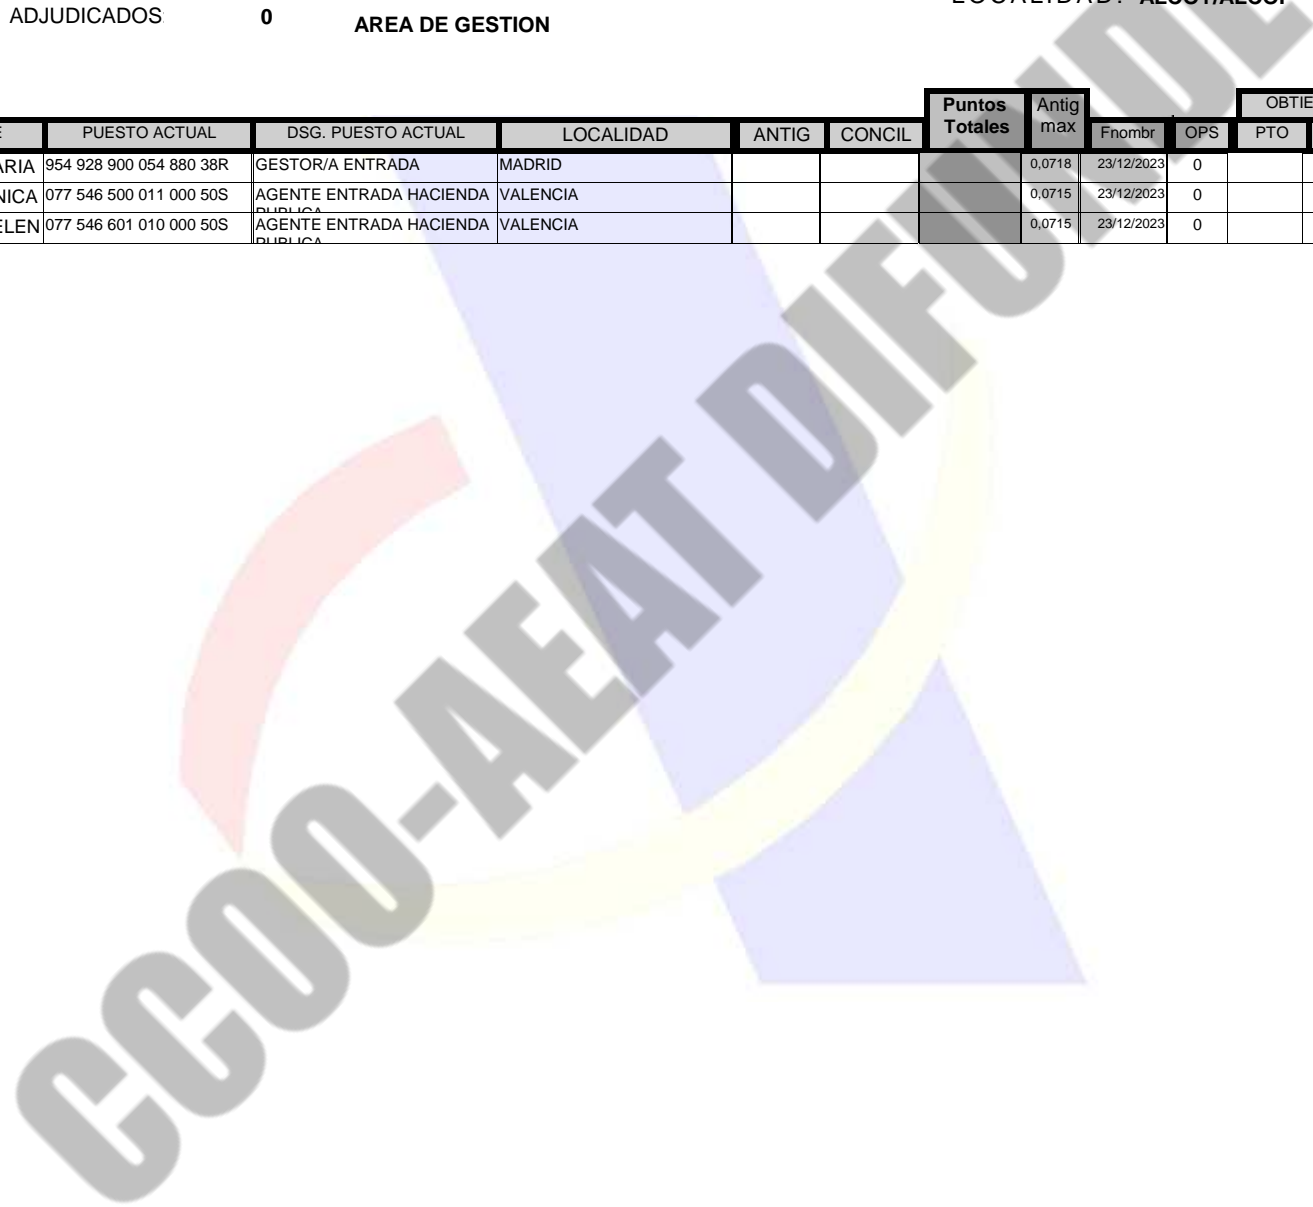 LOCALIDAD:
ADJUDICADOS: 0 AREA DE GESTION
Puntos Totales Antig max OBTIE
PUESTO ACTUAL DSG. PUESTO ACTUAL LOCALIDAD ANTIG CONCIL Fnombr OPS PTO
ARIA 954 928 900 054 880 38R GESTOR/A ENTRADA MADRID 0,0718 23/12/2023 0
NICA 077 546 500 011 000 50S AGENTE ENTRADA HACIENDA PUBLICA VALENCIA 0,0715 23/12/2023 0
ELEN 077 546 601 010 000 50S AGENTE ENTRADA HACIENDA PUBLICA VALENCIA 0,0715 23/12/2023 0
CCOO-AEAT DIFUNDE